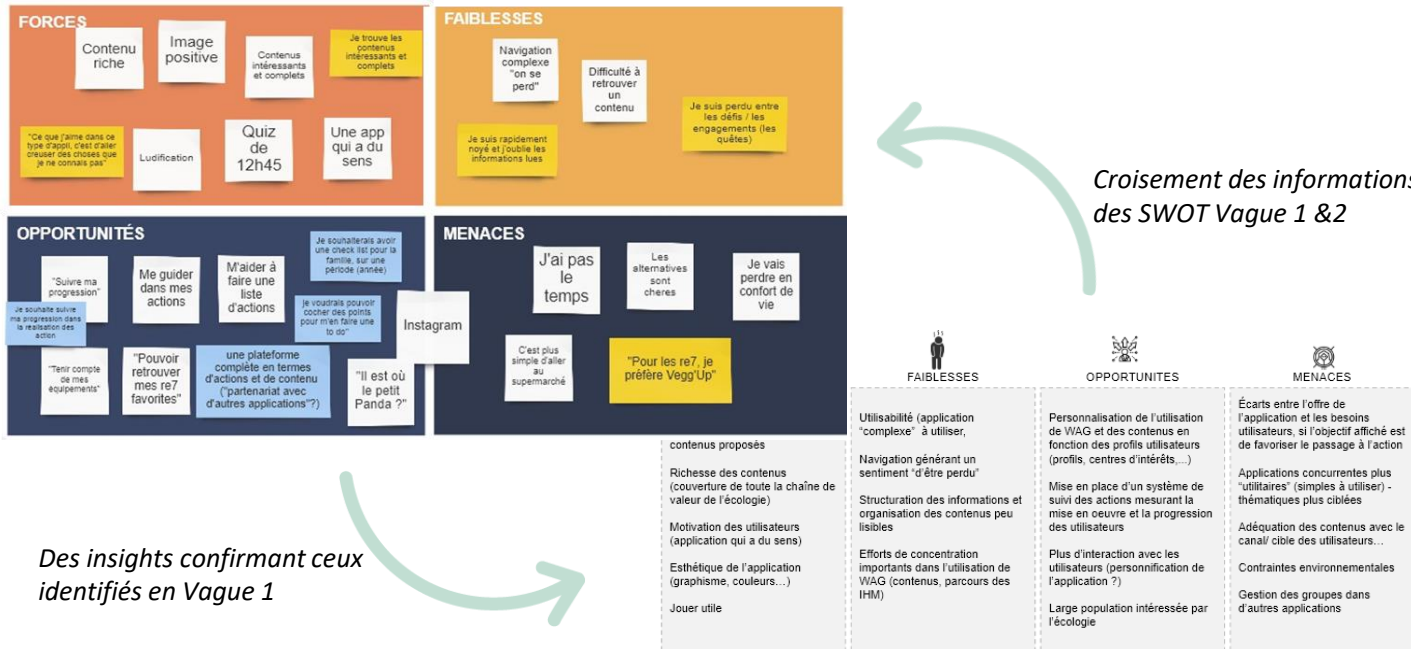 FORCES
Contenu
riche
Image
positive
Contenus
intéressants
et complets
Je trouve les
contenus
intéressants et
complets
"Ce que j'aime dans ce
type d'appli, c'est d'aller
creuser des choses que
je ne connais pas"
Ludification
Quiz
de
12h45
Une app
qui a du
sens
FAIBLESSES
Navigation
complexe
"on se
perd"
Difficulté à
retrouver
un
contenu
Je suis perdu entre
les défis / les
engagements (les
quêtes)
Je suis rapidement
noyé et j'oublie les
informations lues
OPPORTUNITÉS
"Suivre ma
progression"
Je souhaite suivre
ma progression dans
la réalisation des
action
Me guider
dans mes
actions
M'aider à
faire une
liste
d'actions
Je souhaiterais avoir
une check list pour la
famille, sur une
période (année)
je voudrais pouvoir
cocher des points
pour m'en faire une
to do"
Instagram
"Tenir compte
de mes
équipements"
"Pouvoir
retrouver
mes re7
favorites"
une plateforme
complète en termes
d'actions et de contenu
("partenariat avec
d'autres applications"?)
"Il est où
le petit
Panda ?"
MENACES
J'ai pas
le
temps
Les
alternatives
sont
cheres
Je vais
perdre en
confort de
vie
C'est plus
simple d'aller
au
supermarché
"Pour les re7, je
préfère Vegg'Up"
Croisement des informations
des SWOT Vague 1 &2
Des insights confirmant ceux
identifiés en Vague 1
contenus proposés
Richesse des contenus
(couverture de toute la chaîne de
valeur de l'écologie)
Motivation des utilisateurs
(application qui a du sens)
Esthétique de l'application
(graphisme, couleurs…)
Jouer utile
FAIBLESSES
Utilisabilité (application
"complexe" à utiliser,
Navigation générant un
sentiment "d'être perdu"
Structuration des informations et
organisation des contenus peu
lisibles
Efforts de concentration
importants dans l'utilisation de
WAG (contenus, parcours des
IHM)
OPPORTUNITES
Personnalisation de l'utilisation
de WAG et des contenus en
fonction des profils utilisateurs
(profils, centres d'intérêts,...)
Mise en place d'un système de
suivi des actions mesurant la
mise en oeuvre et la progression
des utilisateurs
Plus d'interaction avec les
utilisateurs (personnification de
l'application ?)
Large population intéressée par
l'écologie
MENACES
Écarts entre l'offre de
l'application et les besoins
utilisateurs, si l'objectif affiché est
de favoriser le passage à l'action
Applications concurrentes plus
"utilitaires" (simples à utiliser) -
thématiques plus ciblées
Adéquation des contenus avec le
canal/ cible des utilisateurs…
Contraintes environnementales
Gestion des groupes dans
d'autres applications